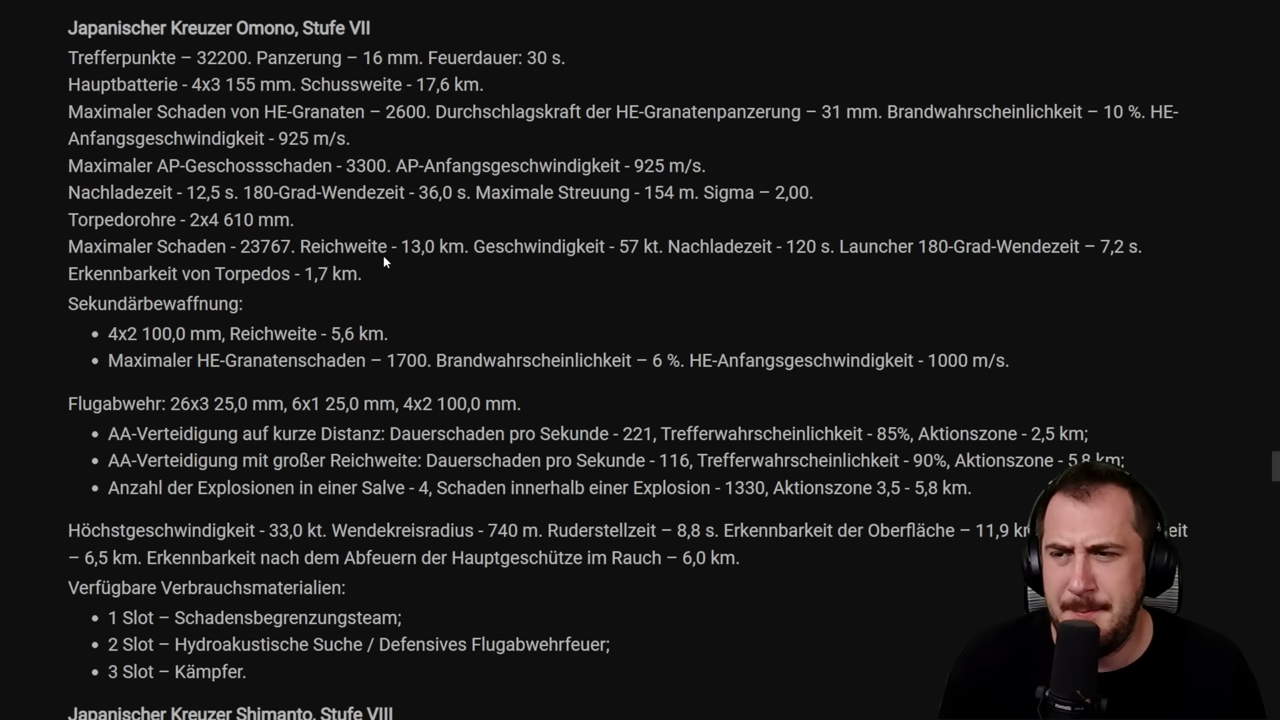 Japanischer Kreuzer Omono, Stufe VII
Trefferpunkte – 32200. Panzerung – 16 mm. Feuerdauer: 30 s.
Hauptbatterie - 4x3 155 mm. Schussweite - 17,6 km.
Maximaler Schaden von HE-Granaten – 2600. Durchschlagskraft der HE-Granatenpanzerung – 31 mm. Brandwahrscheinlichkeit – 10 %. HE-
Anfangsgeschwindigkeit - 925 m/s.
Maximaler AP-Geschossschaden - 3300. AP-Anfangsgeschwindigkeit - 925 m/s.
Nachladezeit - 12,5 s. 180-Grad-Wendezeit - 36,0 s. Maximale Streuung - 154 m. Sigma – 2,00.
Torpedorohre - 2x4 610 mm.
Maximaler Schaden - 23767. Reichweite - 13,0 km. Geschwindigkeit - 57 kt. Nachladezeit - 120 s. Launcher 180-Grad-Wendezeit – 7,2 s.
Erkennbarkeit von Torpedos - 1,7 km.
Sekundärbewaffnung:
• 4x2 100,0 mm, Reichweite - 5,6 km.
• Maximaler HE-Granatenschaden – 1700. Brandwahrscheinlichkeit – 6 %. HE-Anfangsgeschwindigkeit - 1000 m/s.
Flugabwehr: 26x3 25,0 mm, 6x1 25,0 mm, 4x2 100,0 mm.
• AA-Verteidigung auf kurze Distanz: Dauerschaden pro Sekunde - 221, Trefferwahrscheinlichkeit - 85%, Aktionszone - 2,5 km;
• AA-Verteidigung mit großer Reichweite: Dauerschaden pro Sekunde - 116, Trefferwahrscheinlichkeit - 90%, Aktionszone - 5,8 km;
• Anzahl der Explosionen in einer Salve - 4, Schaden innerhalb einer Explosion - 1330, Aktionszone 3,5 - 5,8 km.
Höchstgeschwindigkeit - 33,0 kt. Wendekreisradius - 740 m. Ruderstellzeit – 8,8 s. Erkennbarkeit der Oberfläche – 11,9
– 6,5 km. Erkennbarkeit nach dem Abfeuern der Hauptgeschütze im Rauch – 6,0 km.
Verfügbare Verbrauchsmaterialien:
• 1 Slot – Schadensbegrenzungsteam;
• 2 Slot – Hydroakustische Suche / Defensives Flugabwehrfeuer;
• 3 Slot – Kämpfer.
Japanischer Kreuzer Shimanto, Stufe VIII